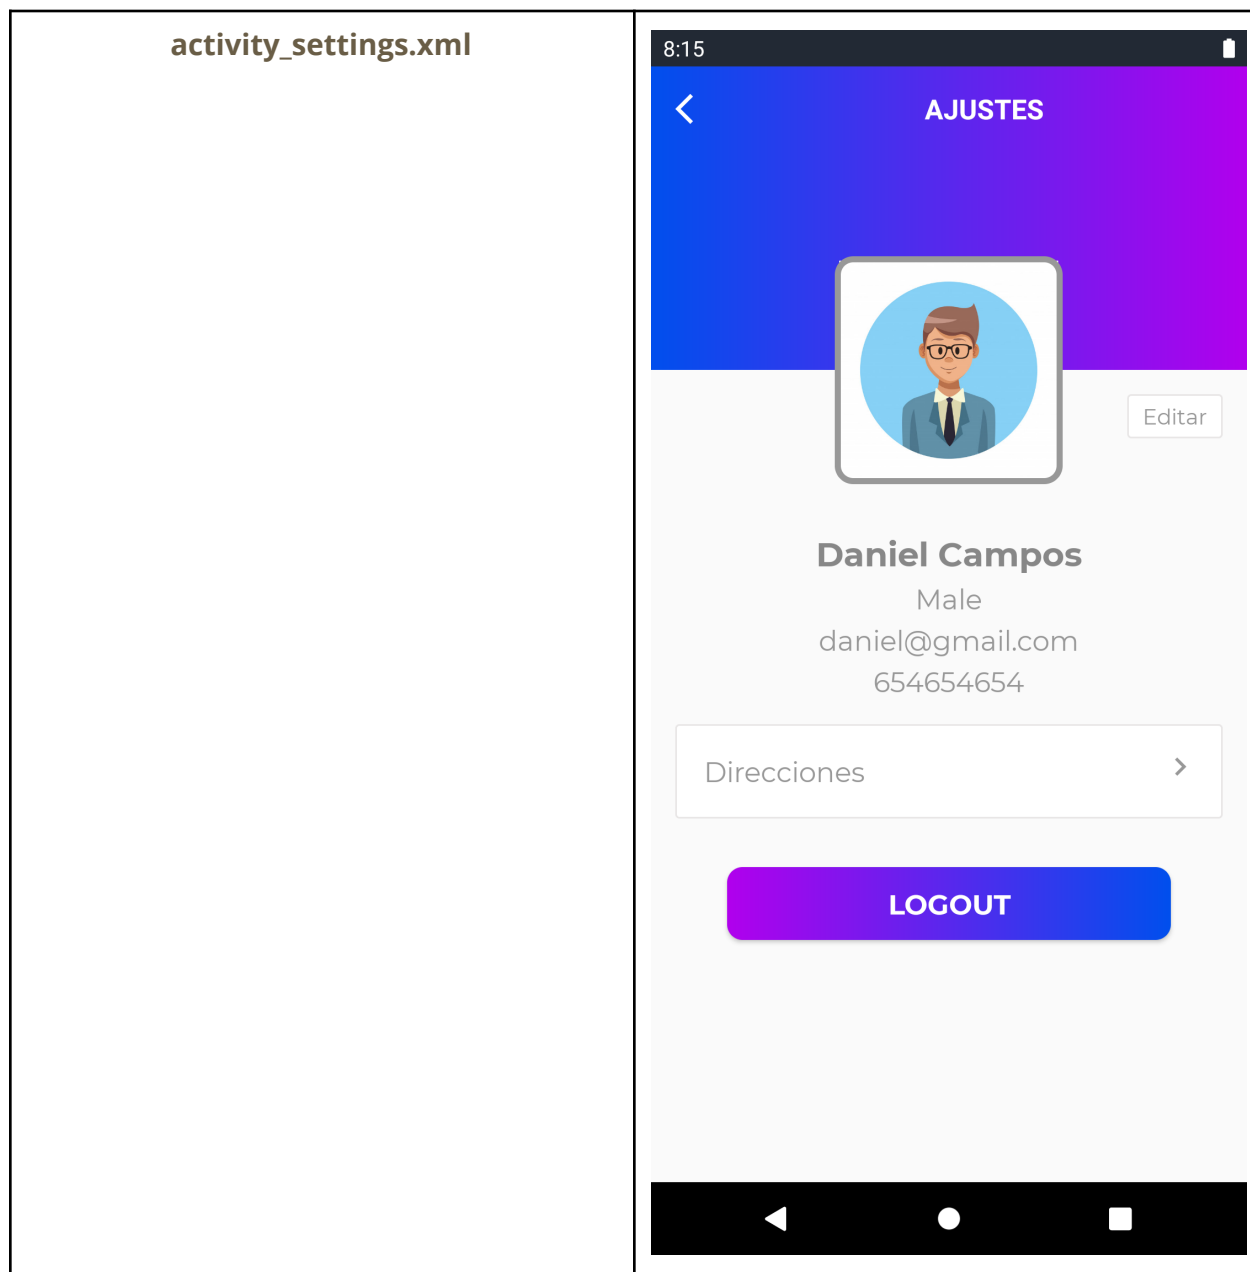 activity_settings.xml
8:15
AJUSTES
Editar
Daniel Campos
Male
daniel@gmail.com
654654654
Direcciones
LOGOUT